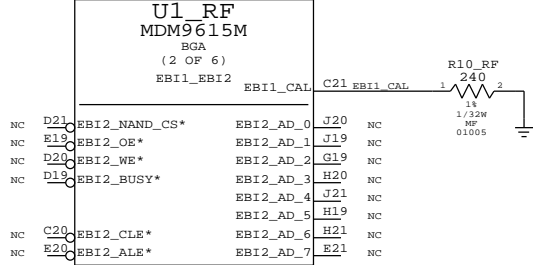 U1_RF
MDM9615M
BGA
(2 OF 6)
EBI1_EBI2
EBI1_CAL C21 EBI1_CAL 1 2
R10_RF
240
1%
1/32W
MF
01005
NC D21 EBI2_NAND_CS* EBI2_AD_0 J20 NC
NC E19 EBI2_OE* EBI2_AD_1 J19 NC
NC D20 EBI2_WE* EBI2_AD_2 G19 NC
NC D19 EBI2_BUSY* EBI2_AD_3 H20 NC
EBI2_AD_4 J21 NC
EBI2_AD_5 H19 NC
NC C20 EBI2_CLE* EBI2_AD_6 H21 NC
NC E20 EBI2_ALE* EBI2_AD_7 E21 NC